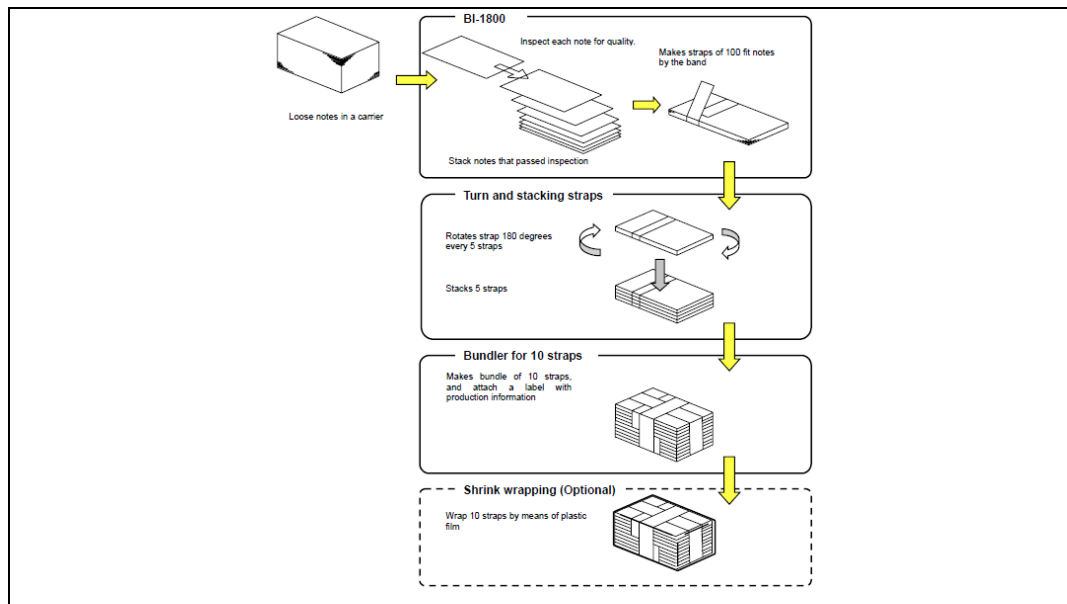 BI-1800
Inspect each note for quality.
Makes straps of 100 fit notes
by the band
Loose notes in a carrier
Stack notes that passed inspection
Turn and stacking straps
Rotates strap 180 degrees
every 5 straps
Stacks 5 straps
Bundler for 10 straps
Makes bundle of 10 straps,
and attach a label with
production information
Shrink wrapping (Optional)
Wrap 10 straps by means of plastic
film